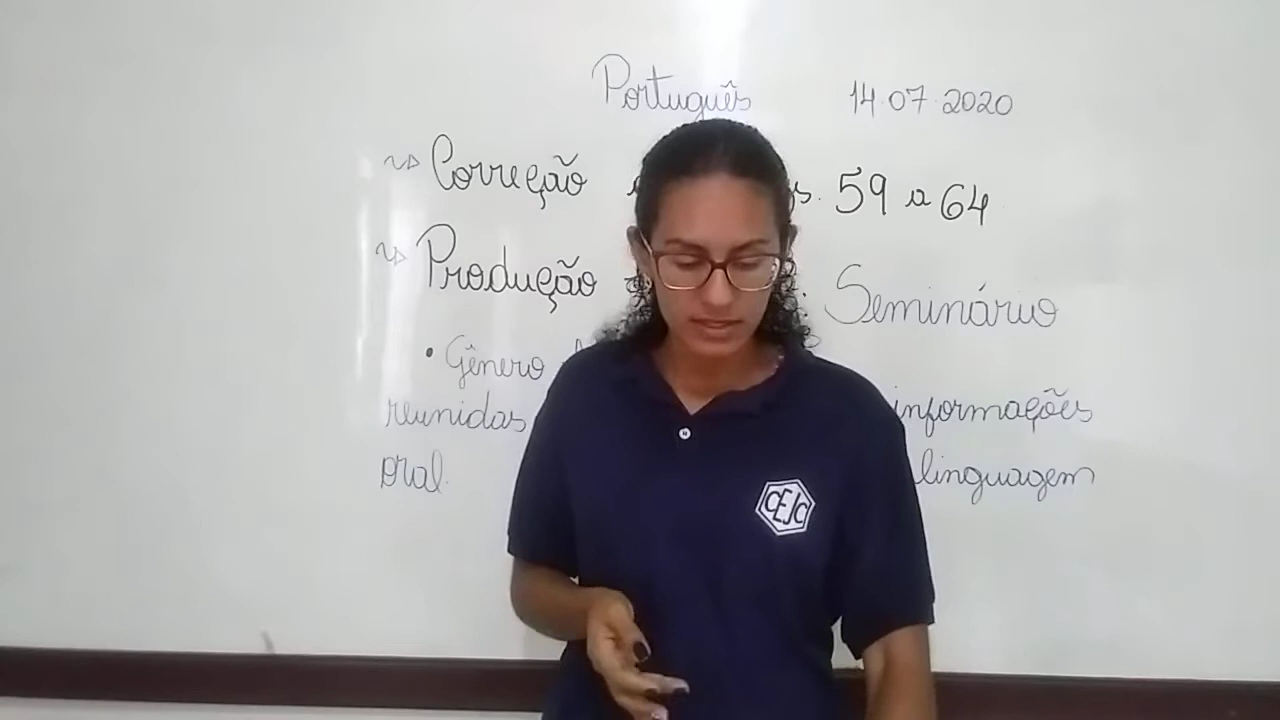 Português 14.07.2020
Correção 59 a 64
Produção Seminário
• Gênero
reunidas informações
oral. linguagem
CEJC